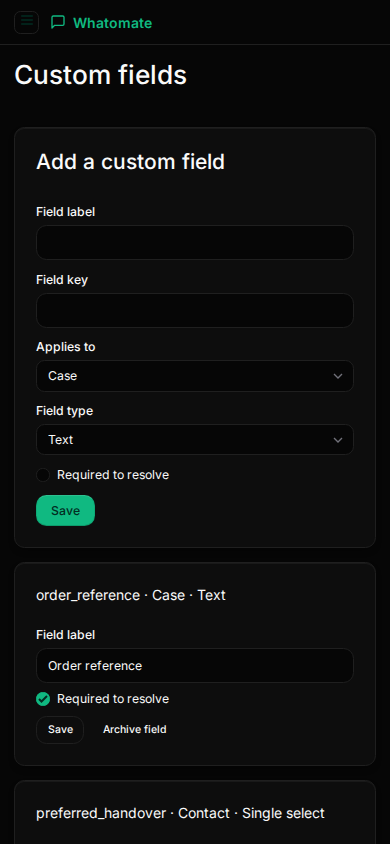 Whatomate
Custom fields
Add a custom field
Field label
Field key
Applies to
Case
Field type
Text
Required to resolve
Save
order_reference · Case · Text
Field label
Order reference
Required to resolve
Save Archive field
preferred_handover · Contact · Single select